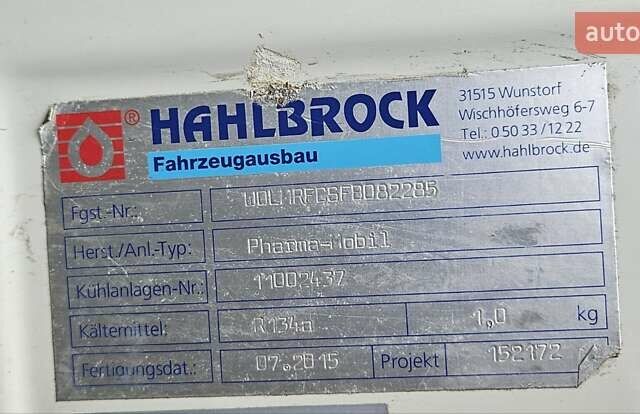 auto
® HAHLBROCK
Fahrzeugausbau
31515 Wunstorf
Wischhöfersweg 6-7
Tel.: 0 50 33 / 12 22
www.hahlbrock.de
Fgst.-Nr.: W0LMRFCSFB082285
Herst./Anl.-Typ: Pharma-Mobil
Kühlanlagen-Nr.: 11002437
Kältemittel: R134a 1,0 kg
Fertigungsdat.: 07.2015 Projekt 152172